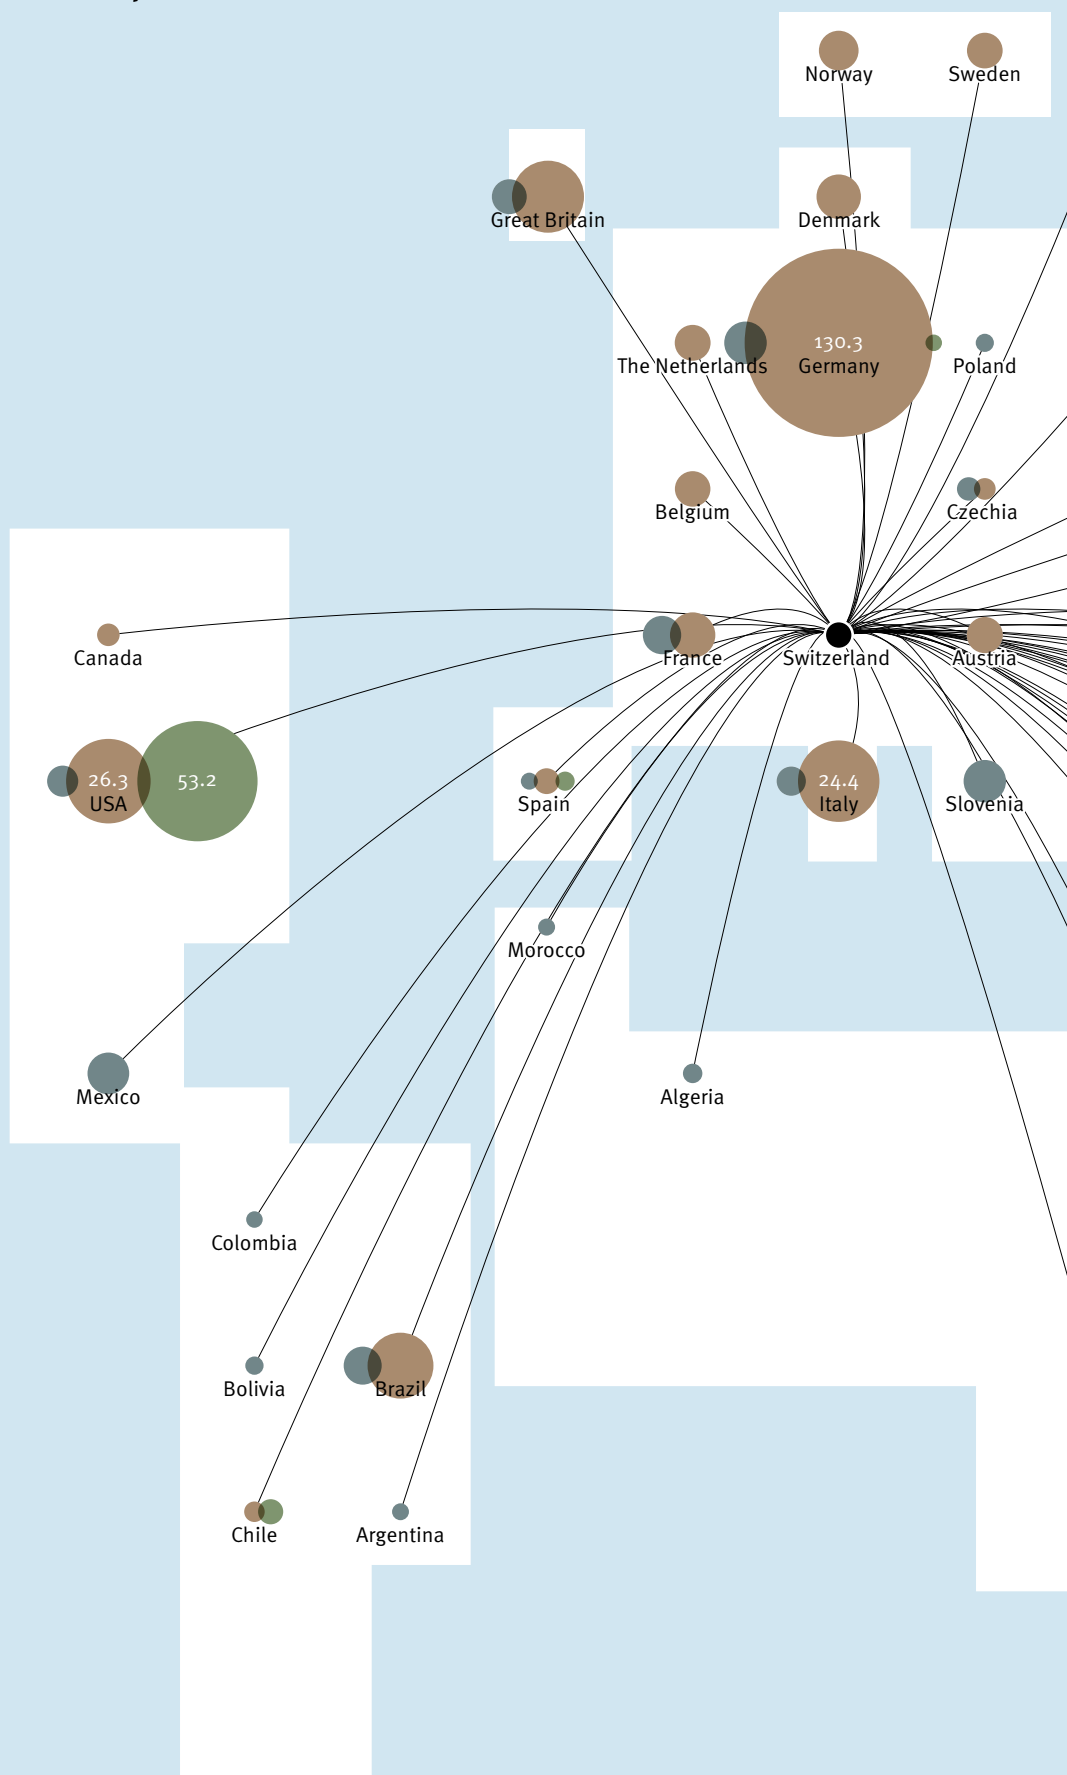 Norway
Sweden
Great Britain
Denmark
130.3
The Netherlands
Germany
Poland
Belgium
Czechia
Canada
France
Switzerland
Austria
26.3
53.2
USA
Spain
24.4
Italy
Slovenia
Morocco
Mexico
Algeria
Colombia
Bolivia
Brazil
Chile
Argentina